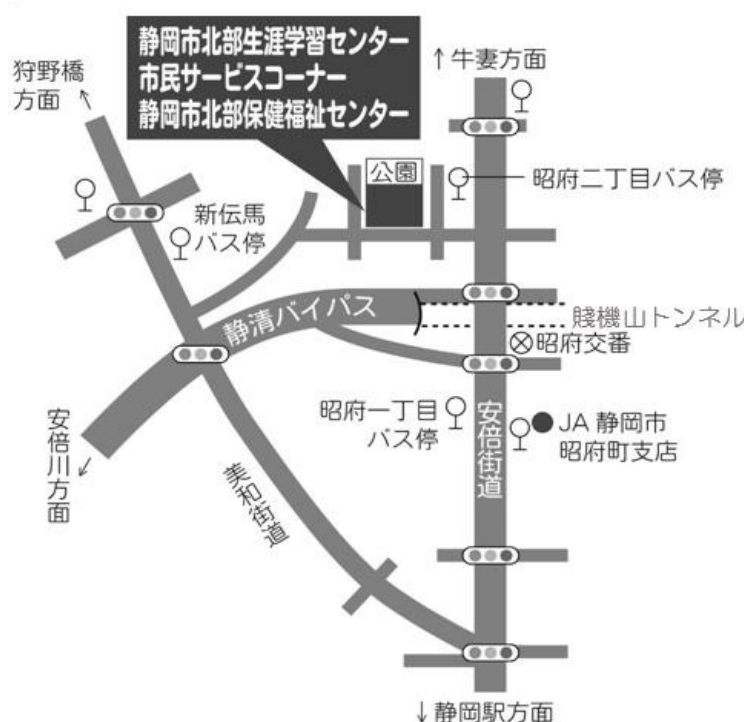 静岡市北部生涯学習センター
市民サービスコーナー
静岡市北部保健福祉センター
↑牛妻方面
狩野橋
方面
公園
昭府二丁目バス停
新伝馬
バス停
静清バイパス
賤機山トンネル
昭府交番
昭府一丁目
バス停
安倍街道
JA 静岡市
昭府町支店
安倍川方面
美和街道
↓静岡駅方面